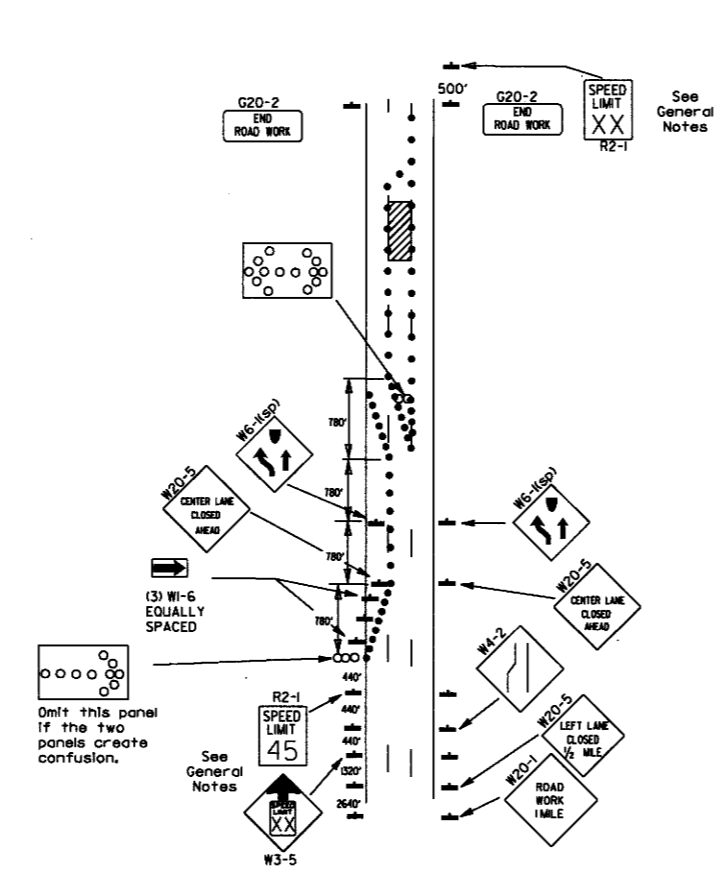 500'
G20-2
END
ROAD WORK
G20-2
END
ROAD WORK
SPEED
LIMIT
XX
R2-1
See
General
Notes
780'
W6-1(sp)
W20-5
CENTER LANE
CLOSED
AHEAD
780'
780'
W6-1(sp)
W20-5
CENTER LANE
CLOSED
AHEAD
(3) W1-6
EQUALLY
SPACED
780'
Omit this panel
if the two
panels create
confusion.
440'
R2-1
SPEED
LIMIT
45
440'
440'
1320'
2640'
See
General
Notes
SPEED
LIMIT
XX
W3-5
W4-2
W20-5
LEFT LANE
CLOSED
1/2 MILE
W20-1
ROAD
WORK
1 MILE